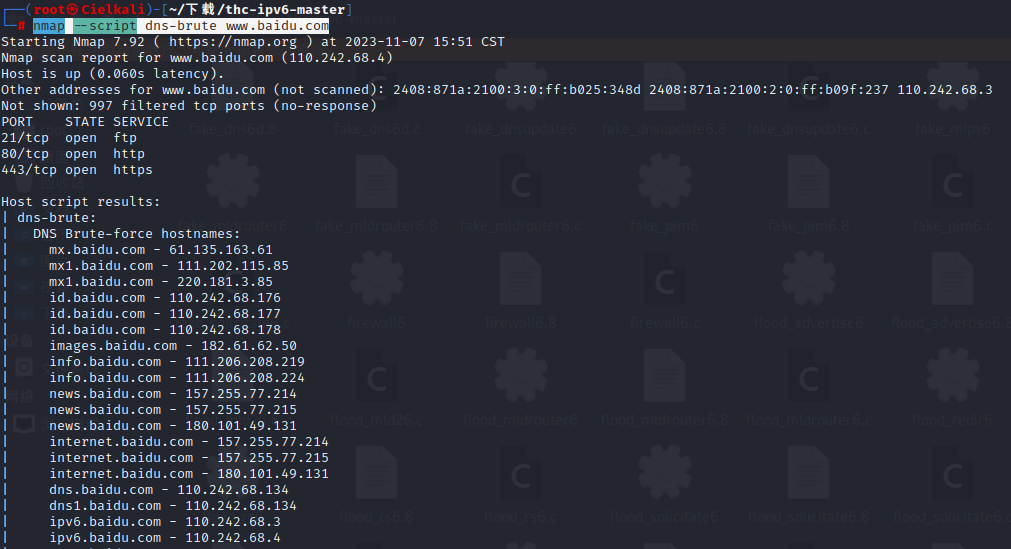 ┌──(root㉿Cielkali)-[~/下载/thc-ipv6-master]
└─# nmap --script dns-brute www.baidu.com
Starting Nmap 7.92 ( https://nmap.org ) at 2023-11-07 15:51 CST
Nmap scan report for www.baidu.com (110.242.68.4)
Host is up (0.060s latency).
Other addresses for www.baidu.com (not scanned): 2408:871a:2100:3:0:ff:b025:348d 2408:871a:2100:2:0:ff:b09f:237 110.242.68.3
Not shown: 997 filtered tcp ports (no-response)
PORT    STATE SERVICE
21/tcp  open  ftp
80/tcp  open  http
443/tcp open  https
Host script results:
| dns-brute:
|   DNS Brute-force hostnames:
|     mx.baidu.com - 61.135.163.61
|     mx1.baidu.com - 111.202.115.85
|     mx1.baidu.com - 220.181.3.85
|     id.baidu.com - 110.242.68.176
|     id.baidu.com - 110.242.68.177
|     id.baidu.com - 110.242.68.178
|     images.baidu.com - 182.61.62.50
|     info.baidu.com - 111.206.208.219
|     info.baidu.com - 111.206.208.224
|     news.baidu.com - 157.255.77.214
|     news.baidu.com - 157.255.77.215
|     news.baidu.com - 180.101.49.131
|     internet.baidu.com - 157.255.77.214
|     internet.baidu.com - 157.255.77.215
|     internet.baidu.com - 180.101.49.131
|     dns.baidu.com - 110.242.68.134
|     dns1.baidu.com - 110.242.68.134
|     ipv6.baidu.com - 110.242.68.3
|     ipv6.baidu.com - 110.242.68.4
fake_dns6d.8
fake_dns6d.c
fake_dnsupdate6
fake_dnsupdate6.8
fake_dnsupdate6.c
fake_mipv6
fake_mldrouter6
fake_mldrouter6.8
fake_pim6
fake_pim6.8
fake_pim6.c
firewall6
firewall6.8
firewall6.c
flood_advertise6
flood_advertise6.8
flood_mld26.c
flood_mldrouter6
flood_mldrouter6.8
flood_mldrouter6.c
flood_redir6
flood_rs6.8
flood_rs6.c
flood_solicitate6
flood_solicitate6.8
flood_solicitate6.c